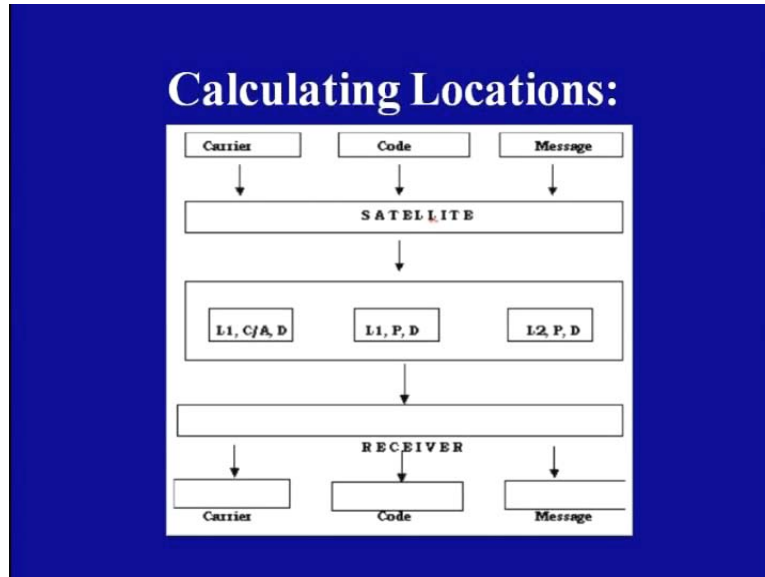 Calculating Locations:
Carrier Code Message
SATELLITE
L1, C/A, D L1, P, D L2, P, D
RECEIVER
Carrier Code Message